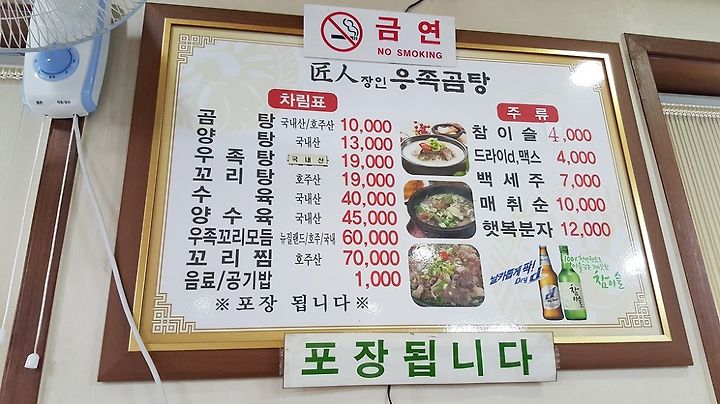 금연
NO SMOKING
匠人장인 우족곰탕
차림표
곰탕 국내산/호주산 10,000
양탕 국내산 13,000
우족탕 국내산 19,000
꼬리탕 호주산 19,000
수육 국내산 40,000
양수육 국내산 45,000
우족꼬리모듬 뉴질랜드/호주/국내 60,000
꼬리찜 호주산 70,000
음료/공기밥 1,000
※포장 됩니다※
주류
참이슬 4,000
드라이d,맥스 4,000
백세주 7,000
매취순 10,000
햇복분자 12,000
날카롭게 딱!
Dry d
참이슬
포장됩니다